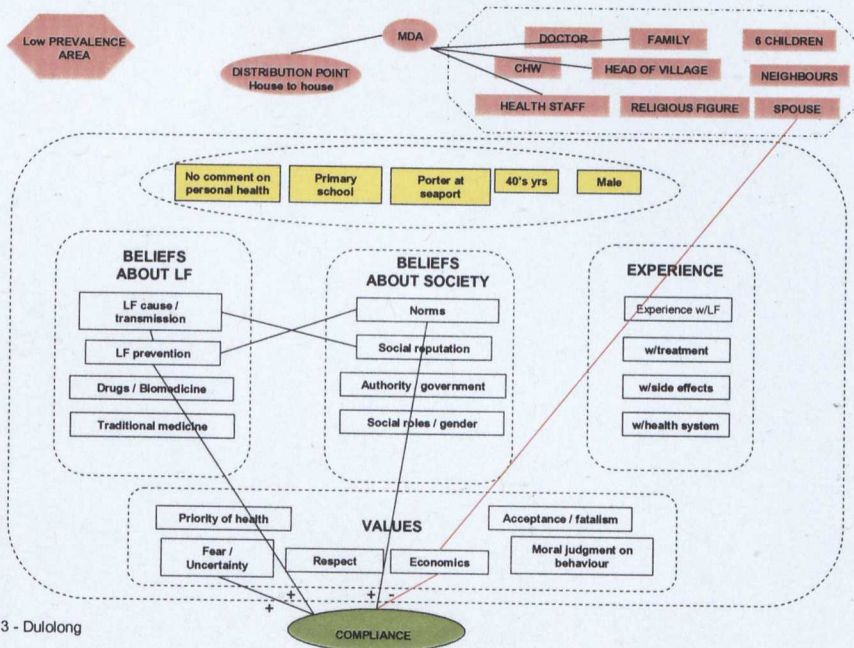 Low PREVALENCE
AREA
MDA
DISTRIBUTION POINT
House to house
DOCTOR
FAMILY
6 CHILDREN
CHW
HEAD OF VILLAGE
NEIGHBOURS
HEALTH STAFF
RELIGIOUS FIGURE
SPOUSE
No comment on
personal health
Primary
school
Porter at
seaport
40's yrs
Male
BELIEFS
ABOUT LF
LF cause /
transmission
LF prevention
Drugs / Biomedicine
Traditional medicine
BELIEFS
ABOUT SOCIETY
Norms
Social reputation
Authority / government
Social roles / gender
EXPERIENCE
Experience w/LF
w/treatment
w/side effects
w/health system
VALUES
Priority of health
Acceptance / fatalism
Fear /
Uncertainty
Respect
Economics
Moral judgment on
behaviour
+
+
+
-
3 - Dulolong
COMPLIANCE